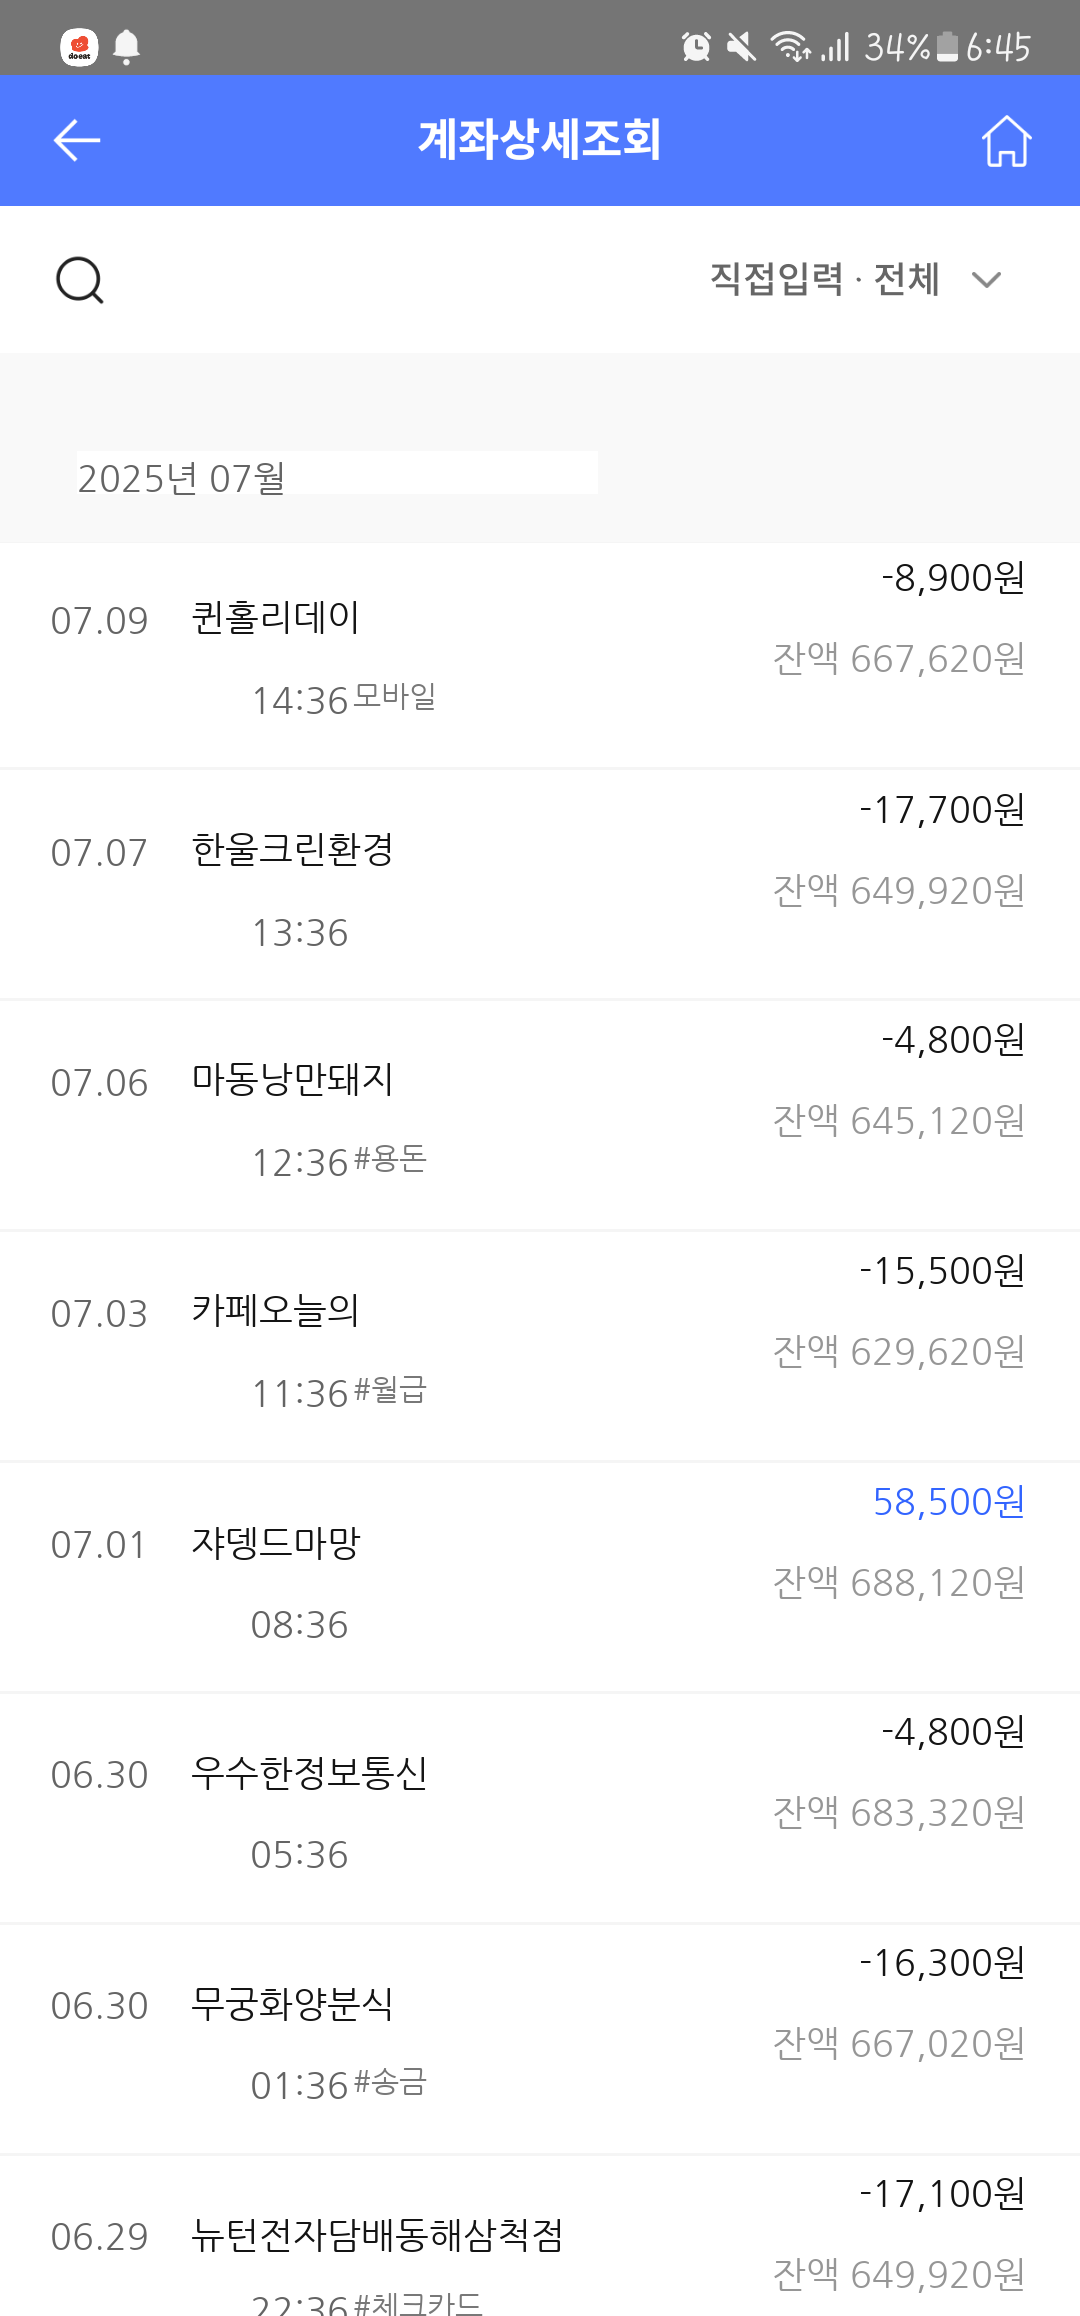 doeat 34% 6:45
계좌상세조회
직접입력 · 전체
2025년 07월
-8,900원
07.09 퀸홀리데이
잔액 667,620원
14:36 모바일
-17,700원
07.07 한울크린환경
잔액 649,920원
13:36
-4,800원
07.06 마동낭만돼지
잔액 645,120원
12:36 #용돈
-15,500원
07.03 카페오늘의
잔액 629,620원
11:36 #월급
58,500원
07.01 쟈뎅드마망
잔액 688,120원
08:36
-4,800원
06.30 우수한정보통신
잔액 683,320원
05:36
-16,300원
06.30 무궁화양분식
잔액 667,020원
01:36 #송금
-17,100원
06.29 뉴턴전자담배동해삼척점
잔액 649,920원
22:36 #체크카드